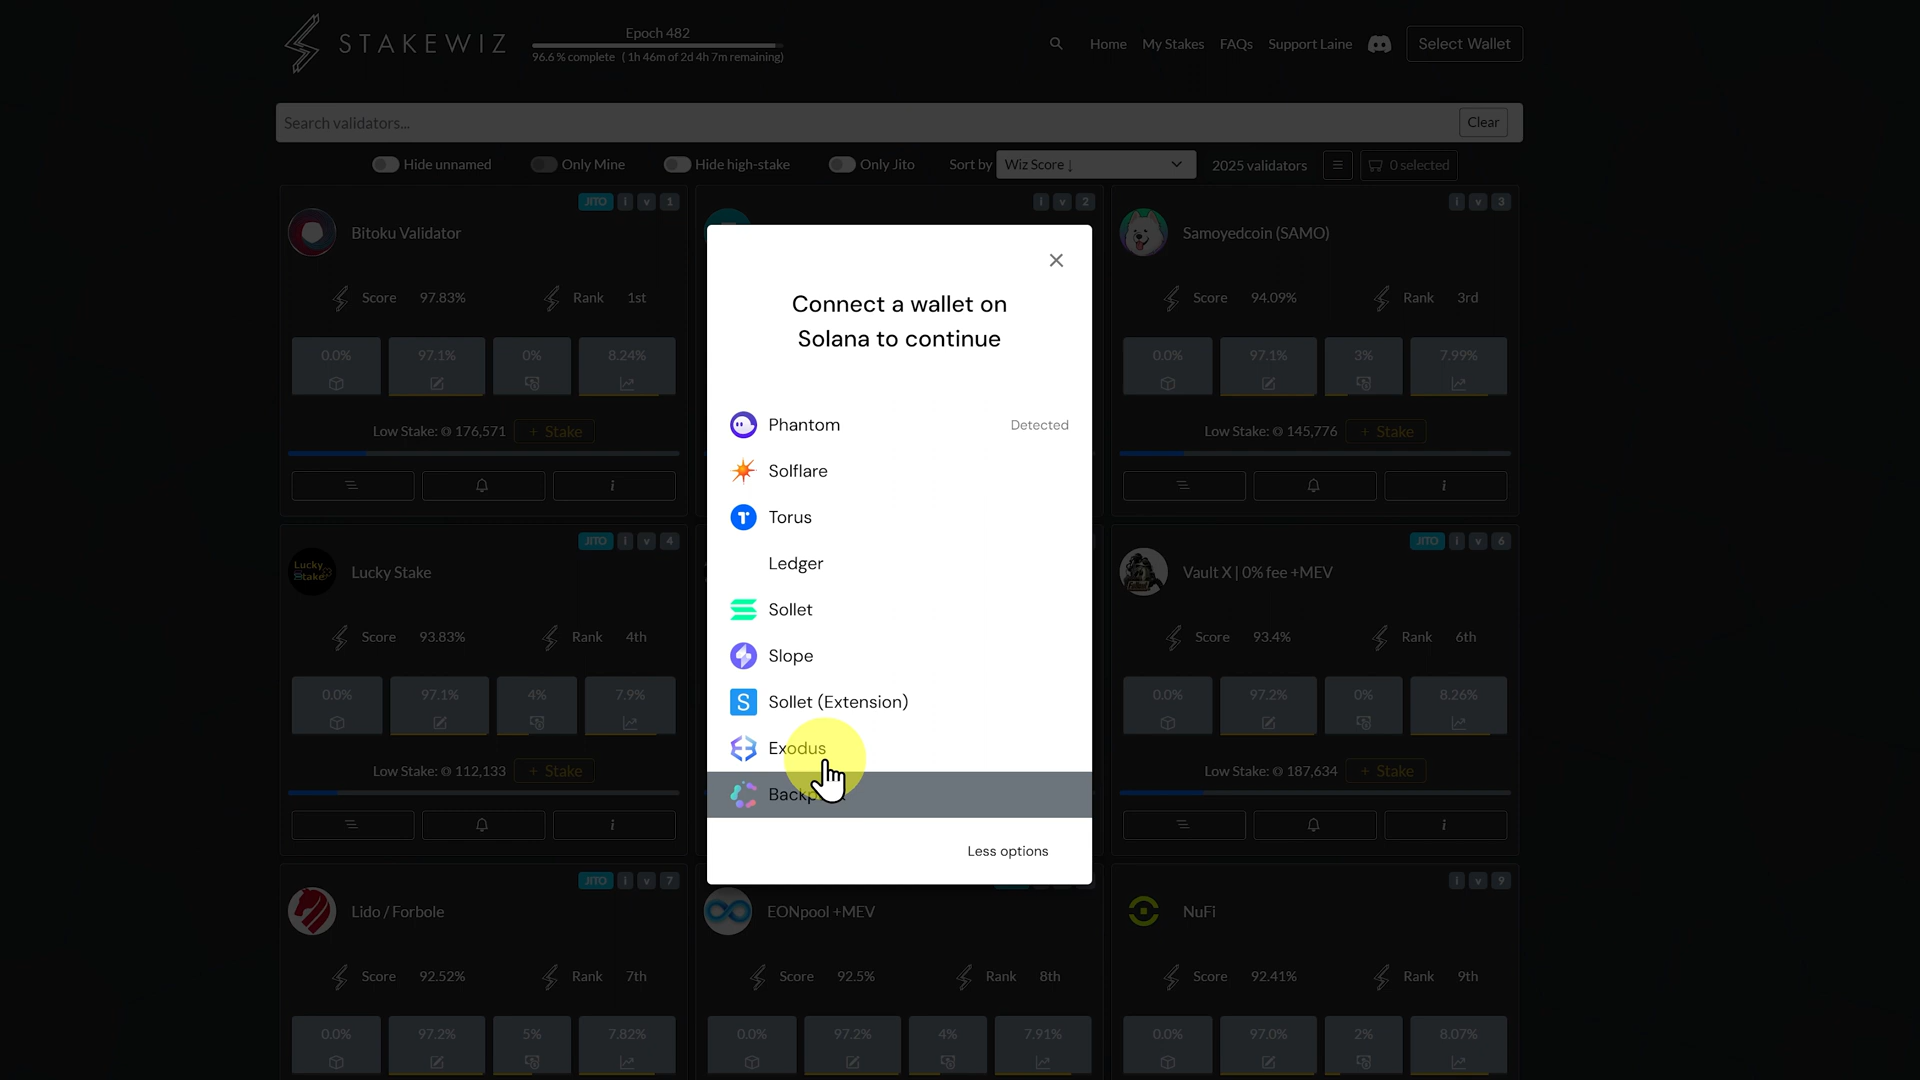 STAKEWIZ
Epoch 482
96.6 % complete ( 1h 46m of 2d 4h 7m remaining)
Home
My Stakes
FAQs
Support Laine
Select Wallet
Search validators...
Clear
Hide unnamed
Only Mine
Hide high-stake
Only Jito
Sort by
Wiz Score ↓
2025 validators
0 selected
JITO i v 1
Bitoku Validator
Score 97.83%
Rank 1st
0.0% 97.1% 0% 8.24%
Low Stake: 176,571
+ Stake
i
i v 2
i v 3
Samoyedcoin (SAMO)
Score 94.09%
Rank 3rd
0.0% 97.1% 3% 7.99%
Low Stake: 145,776
+ Stake
i
Connect a wallet on
Solana to continue
Phantom
Detected
Solflare
Torus
Ledger
Sollet
Slope
Sollet (Extension)
Exodus
Less options
JITO i v 4
Lucky Stake
Score 93.83%
Rank 4th
0.0% 97.1% 4% 7.9%
Low Stake: 112,133
+ Stake
i
JITO i v 6
Vault X | 0% fee +MEV
Score 93.4%
Rank 6th
0.0% 97.2% 0% 8.26%
Low Stake: 187,634
+ Stake
i
JITO i v 7
Lido / Forbole
Score 92.52%
Rank 7th
0.0% 97.2% 5% 7.82%
EONpool +MEV
Score 92.5%
Rank 8th
0.0% 97.2% 4% 7.91%
i v 9
NuFi
Score 92.41%
Rank 9th
0.0% 97.0% 2% 8.07%